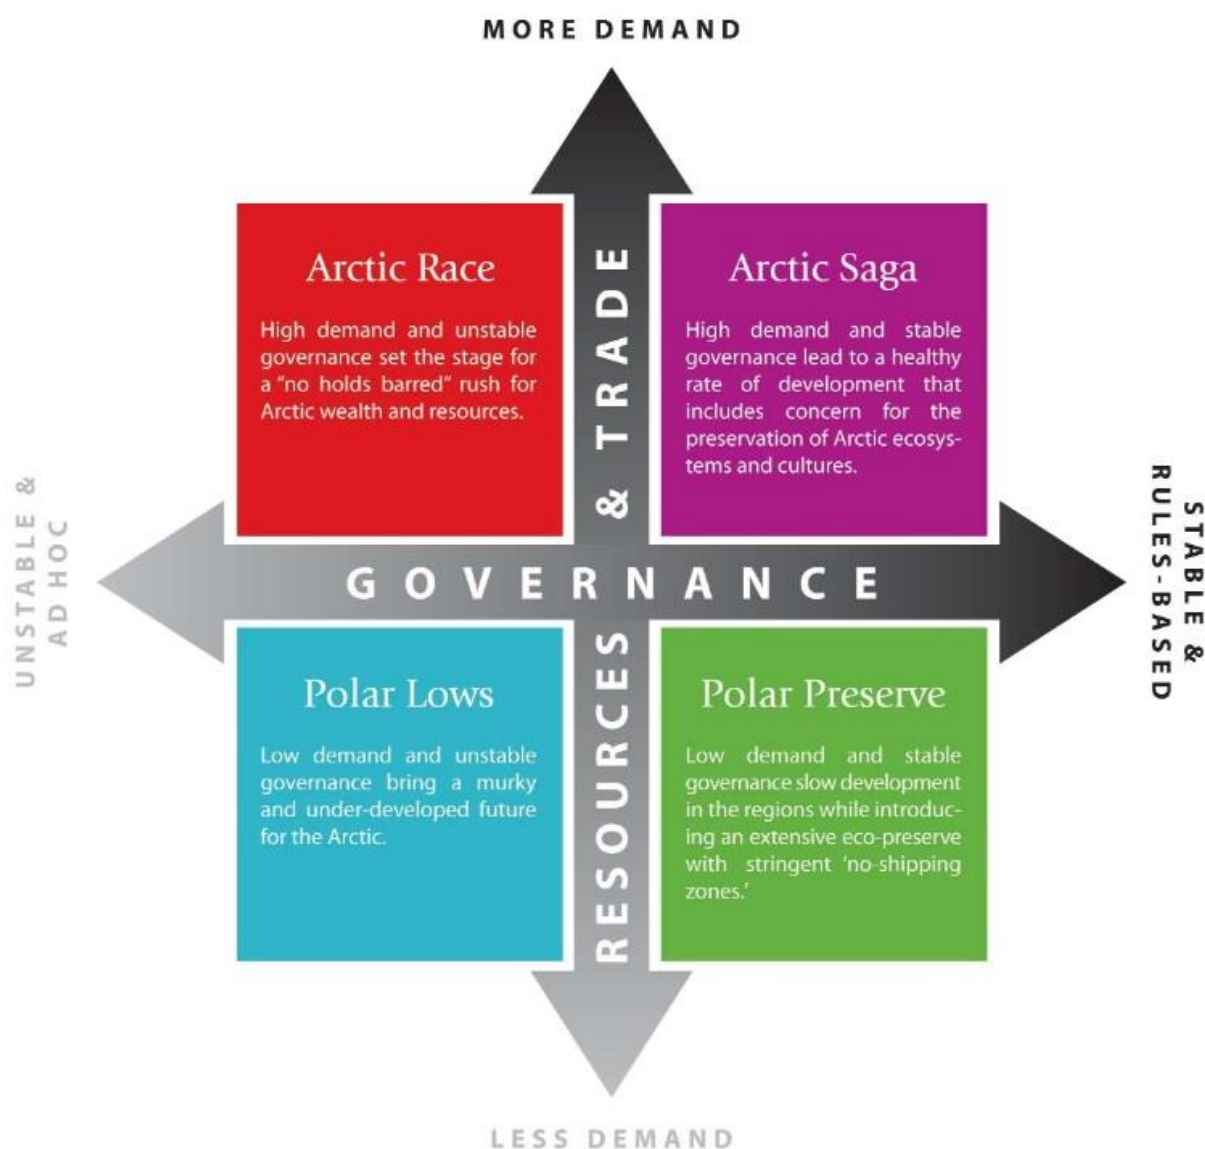 MORE DEMAND
Arctic Race
High demand and unstable
governance set the stage for
a “no holds barred” rush for
Arctic wealth and resources.
Arctic Saga
High demand and stable
governance lead to a healthy
rate of development that
includes concern for the
preservation of Arctic ecosys-
tems and cultures.
UNSTABLE &
AD HOC
GOVERNANCE
RESOURCES & TRADE
STABLE &
RULES-BASED
Polar Lows
Low demand and unstable
governance bring a murky
and under-developed future
for the Arctic.
Polar Preserve
Low demand and stable
governance slow development
in the regions while introduc-
ing an extensive eco-preserve
with stringent ‘no-shipping
zones.’
LESS DEMAND